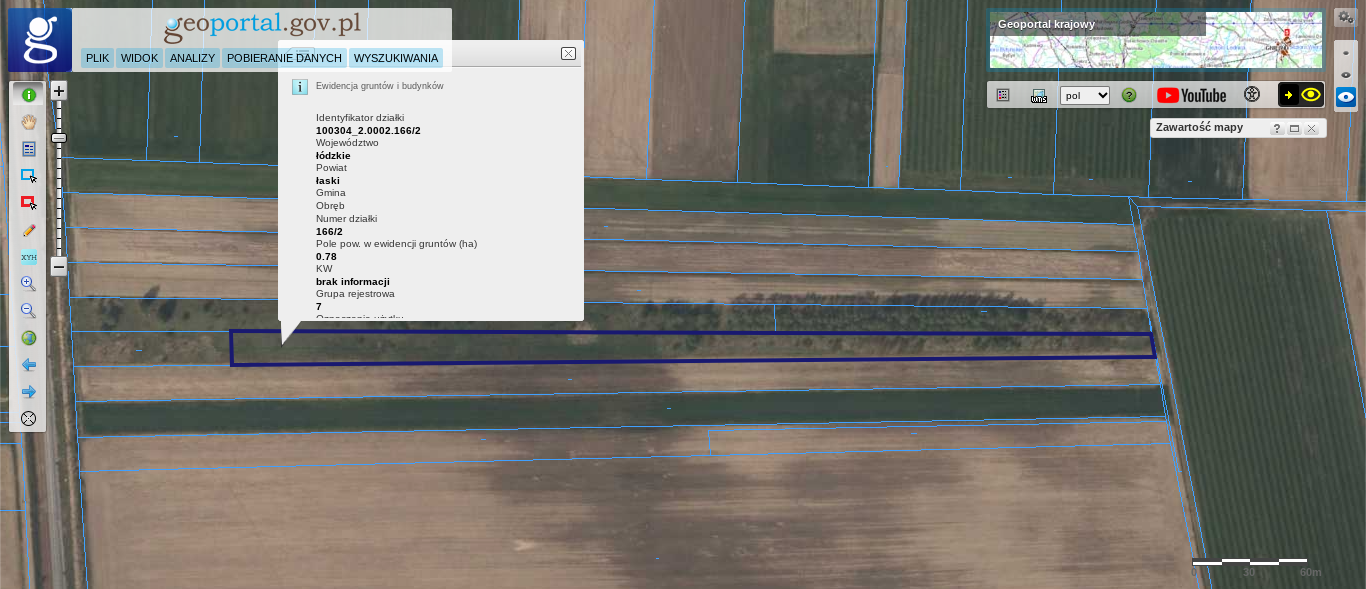 geoportal.gov.pl
PLIK WIDOK ANALIZY POBIERANIE DANYCH WYSZUKIWANIA
Ewidencja gruntów i budynków
Identyfikator działki
100304_2.0002.166/2
Województwo
łódzkie
Powiat
łaski
Gmina
Obręb
Numer działki
166/2
Pole pow. w ewidencji gruntów (ha)
0.78
KW
brak informacji
Grupa rejestrowa
7
XYH
Geoportal krajowy
WMS
pol
YouTube
Zawartość mapy
0 30 60m